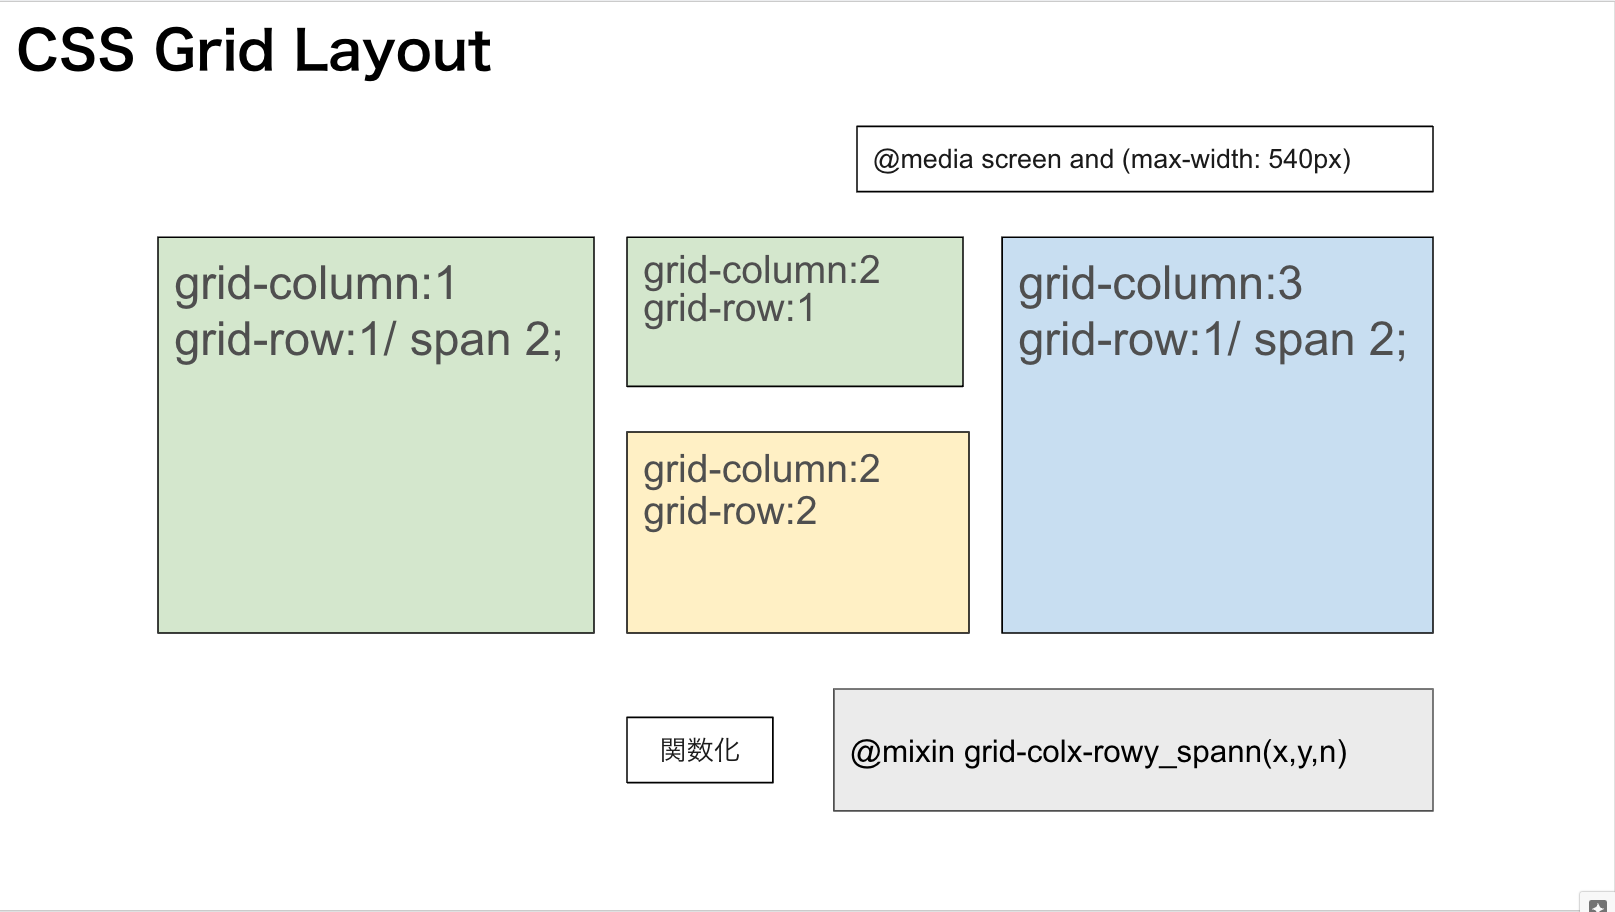 CSS Grid Layout
@media screen and (max-width: 540px)
grid-column:1
grid-row:1/ span 2;
grid-column:2
grid-row:1
grid-column:2
grid-row:2
grid-column:3
grid-row:1/ span 2;
関数化
@mixin grid-colx-rowy_spann(x,y,n)